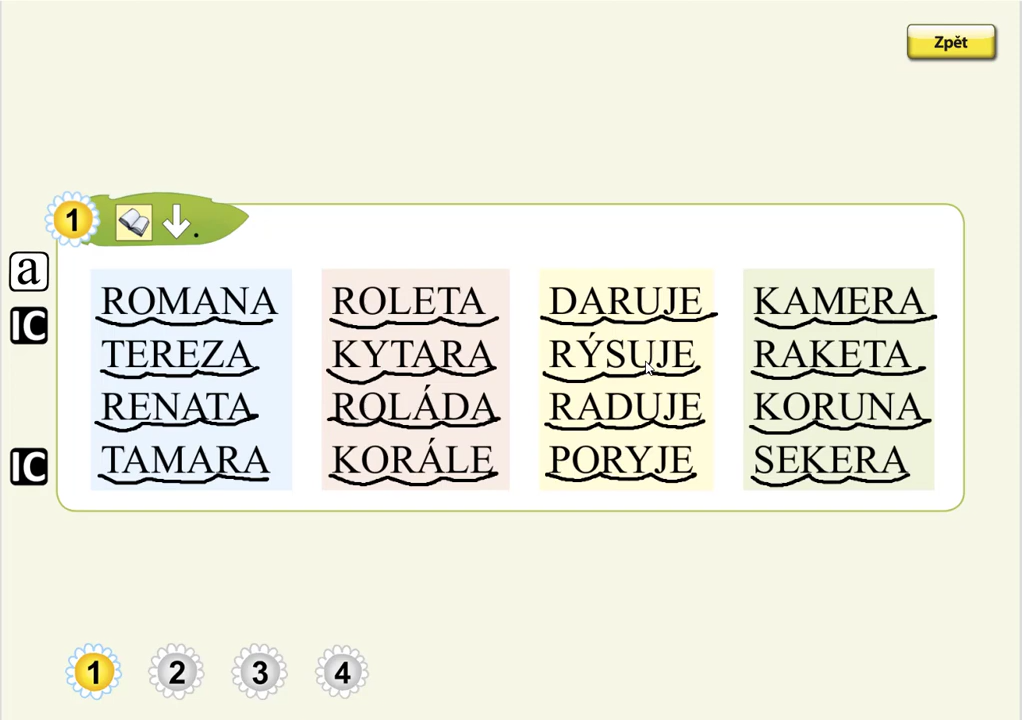 Zpět
1 .
a
IC
IC
ROMANA ROLETA DARUJE KAMERA
TEREZA KYTARA RÝSUJE RAKETA
RENATA ROLÁDA RADUJE KORUNA
TAMARA KORÁLE PORYJE SEKERA
1 2 3 4